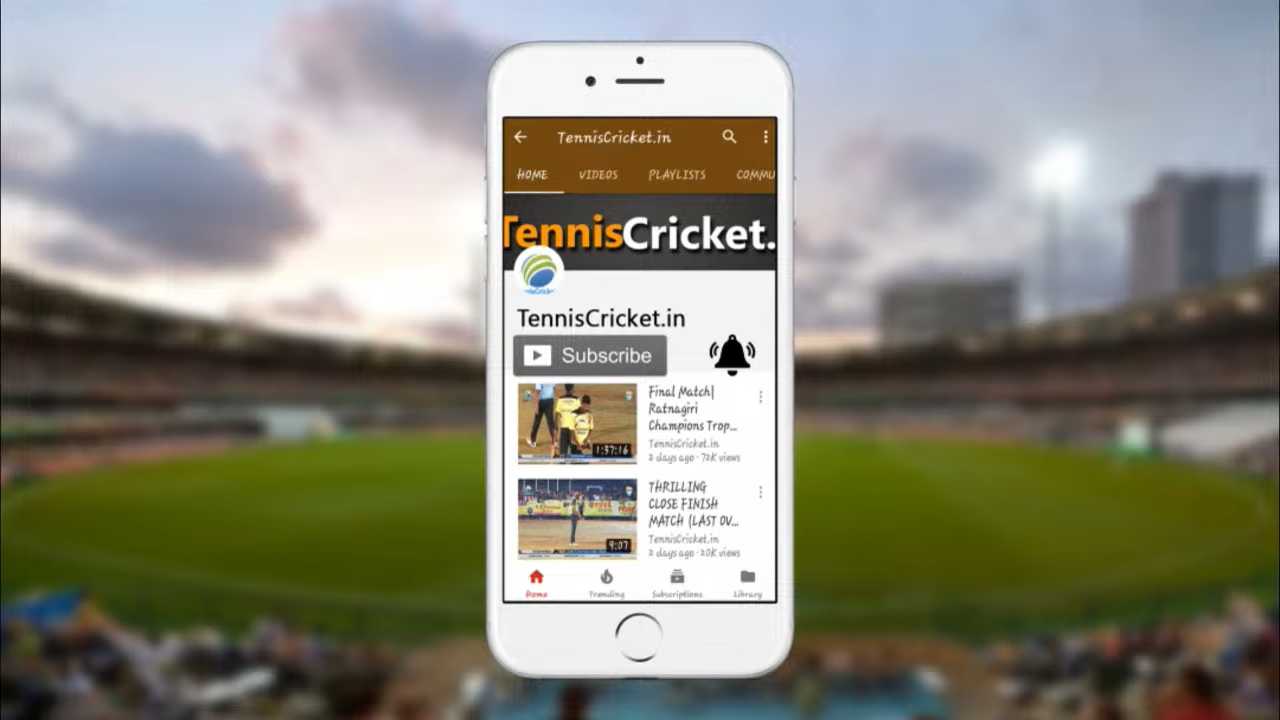 TennisCricket.in
HOME VIDEOS PLAYLISTS COMMU
TennisCricket.
TennisCricket.in
Subscribe
Final Match|
Ratnagiri
Champions Trop...
TennisCricket.in
2 days ago · 72K views
1:37:16
THRILLING
CLOSE FINISH
MATCH (LAST OV...
TennisCricket.in
2 days ago · 20K views
9:07
Home Trending Subscriptions Library